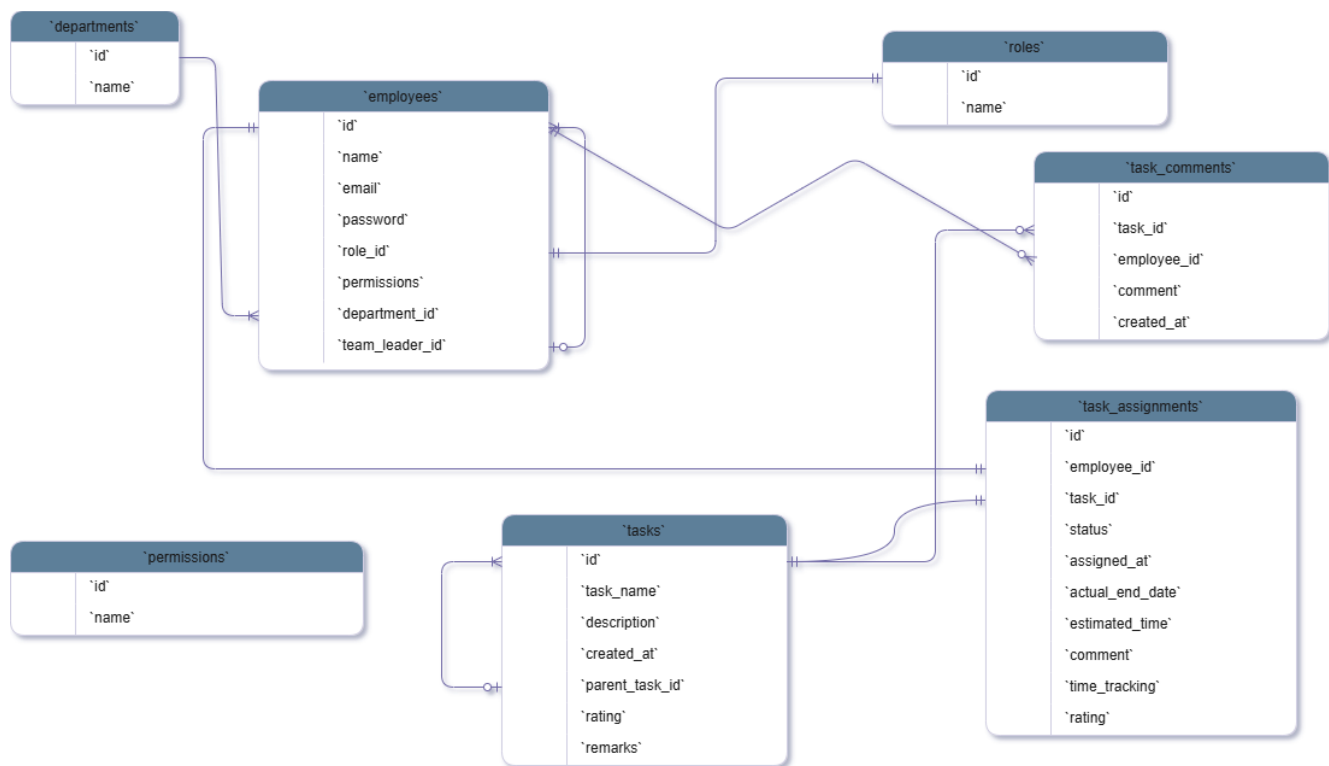 `departments`
`id`
`name`
`employees`
`id`
`name`
`email`
`password`
`role_id`
`permissions`
`department_id`
`team_leader_id`
`roles`
`id`
`name`
`task_comments`
`id`
`task_id`
`employee_id`
`comment`
`created_at`
`task_assignments`
`id`
`employee_id`
`task_id`
`status`
`assigned_at`
`actual_end_date`
`estimated_time`
`comment`
`time_tracking`
`rating`
`tasks`
`id`
`task_name`
`description`
`created_at`
`parent_task_id`
`rating`
`remarks`
`permissions`
`id`
`name`